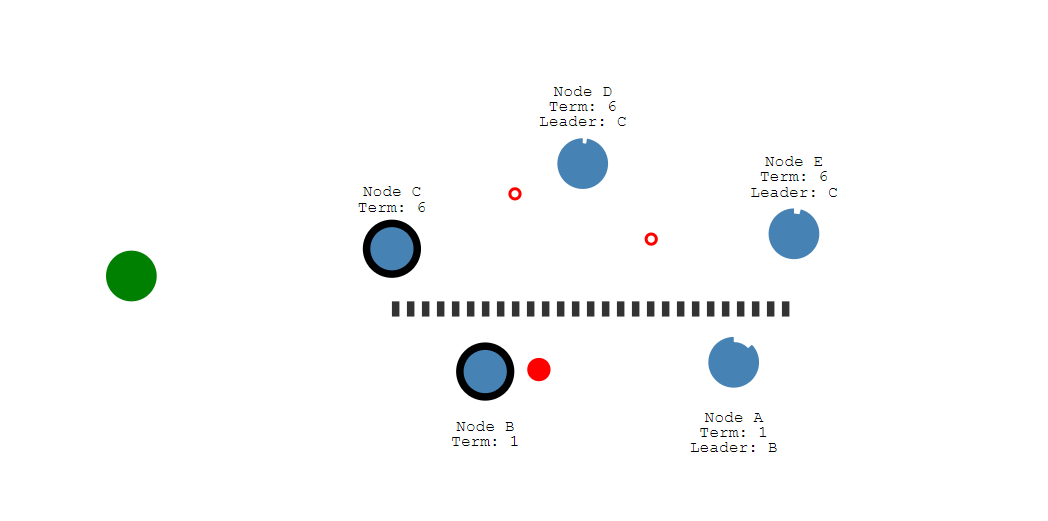 Node D
Term: 6
Leader: C
Node E
Term: 6
Leader: C
Node C
Term: 6
Node A
Term: 1
Leader: B
Node B
Term: 1